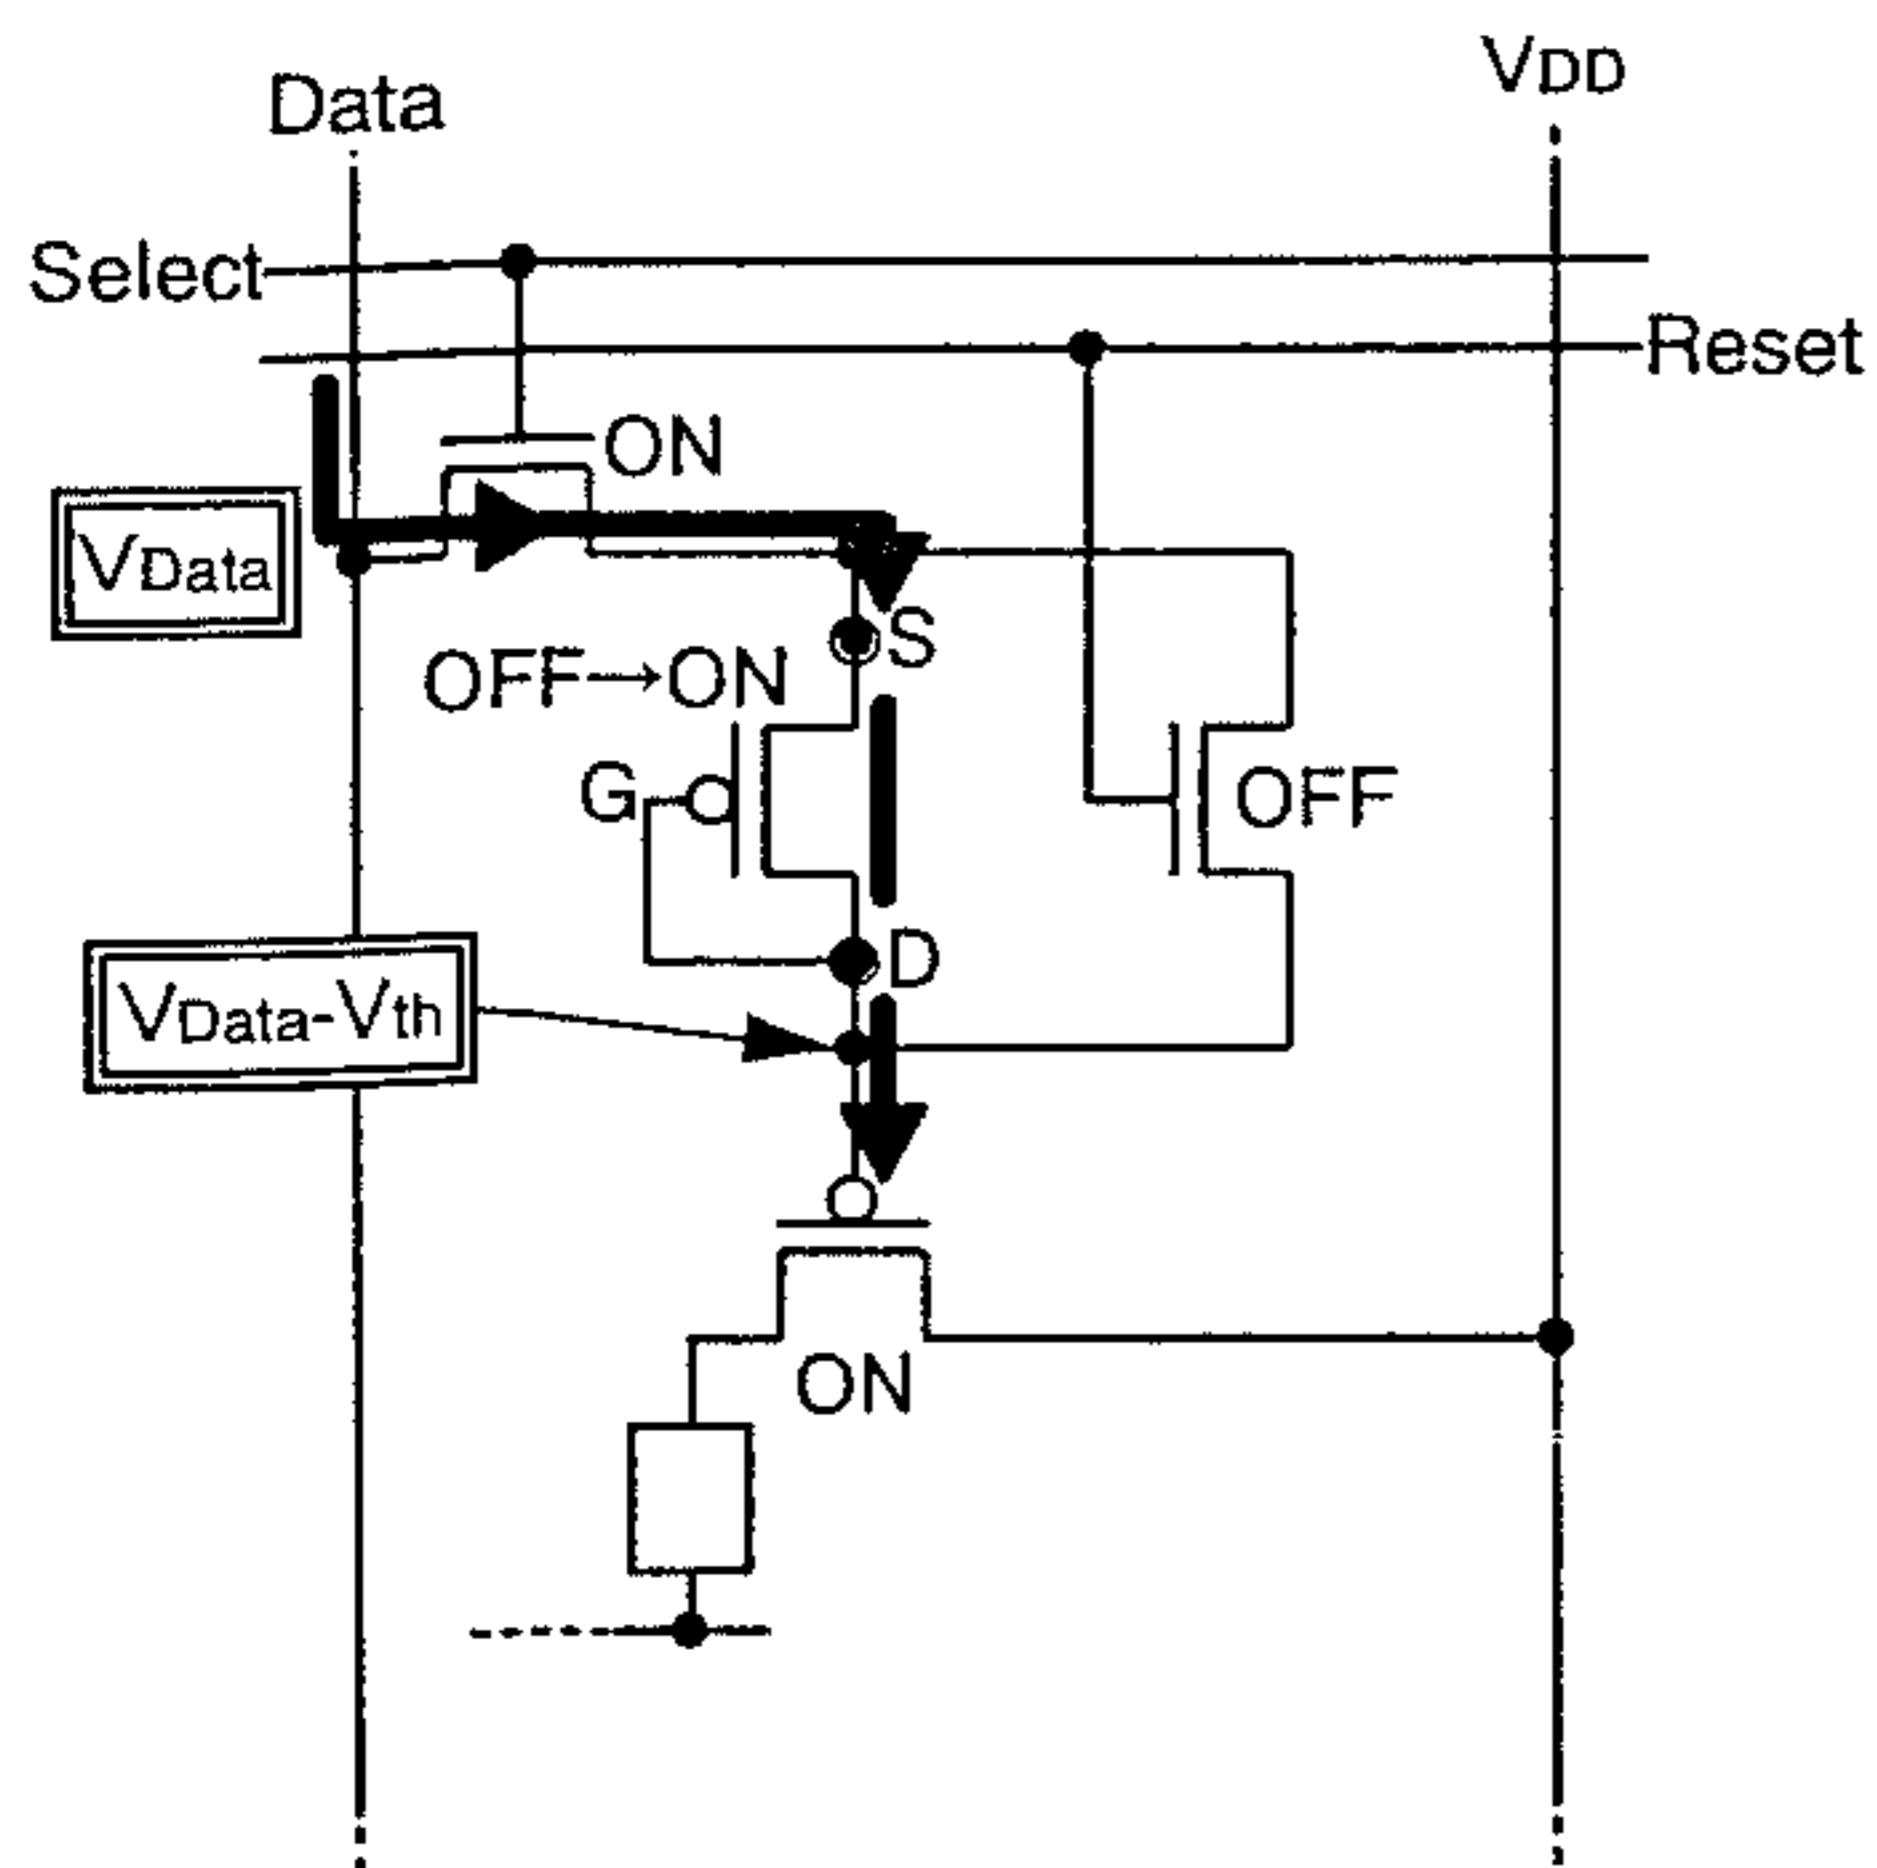 VDD
Data
Select
Reset
ON
VData
S
OFF→ON
G
OFF
D
VData-Vth
ON